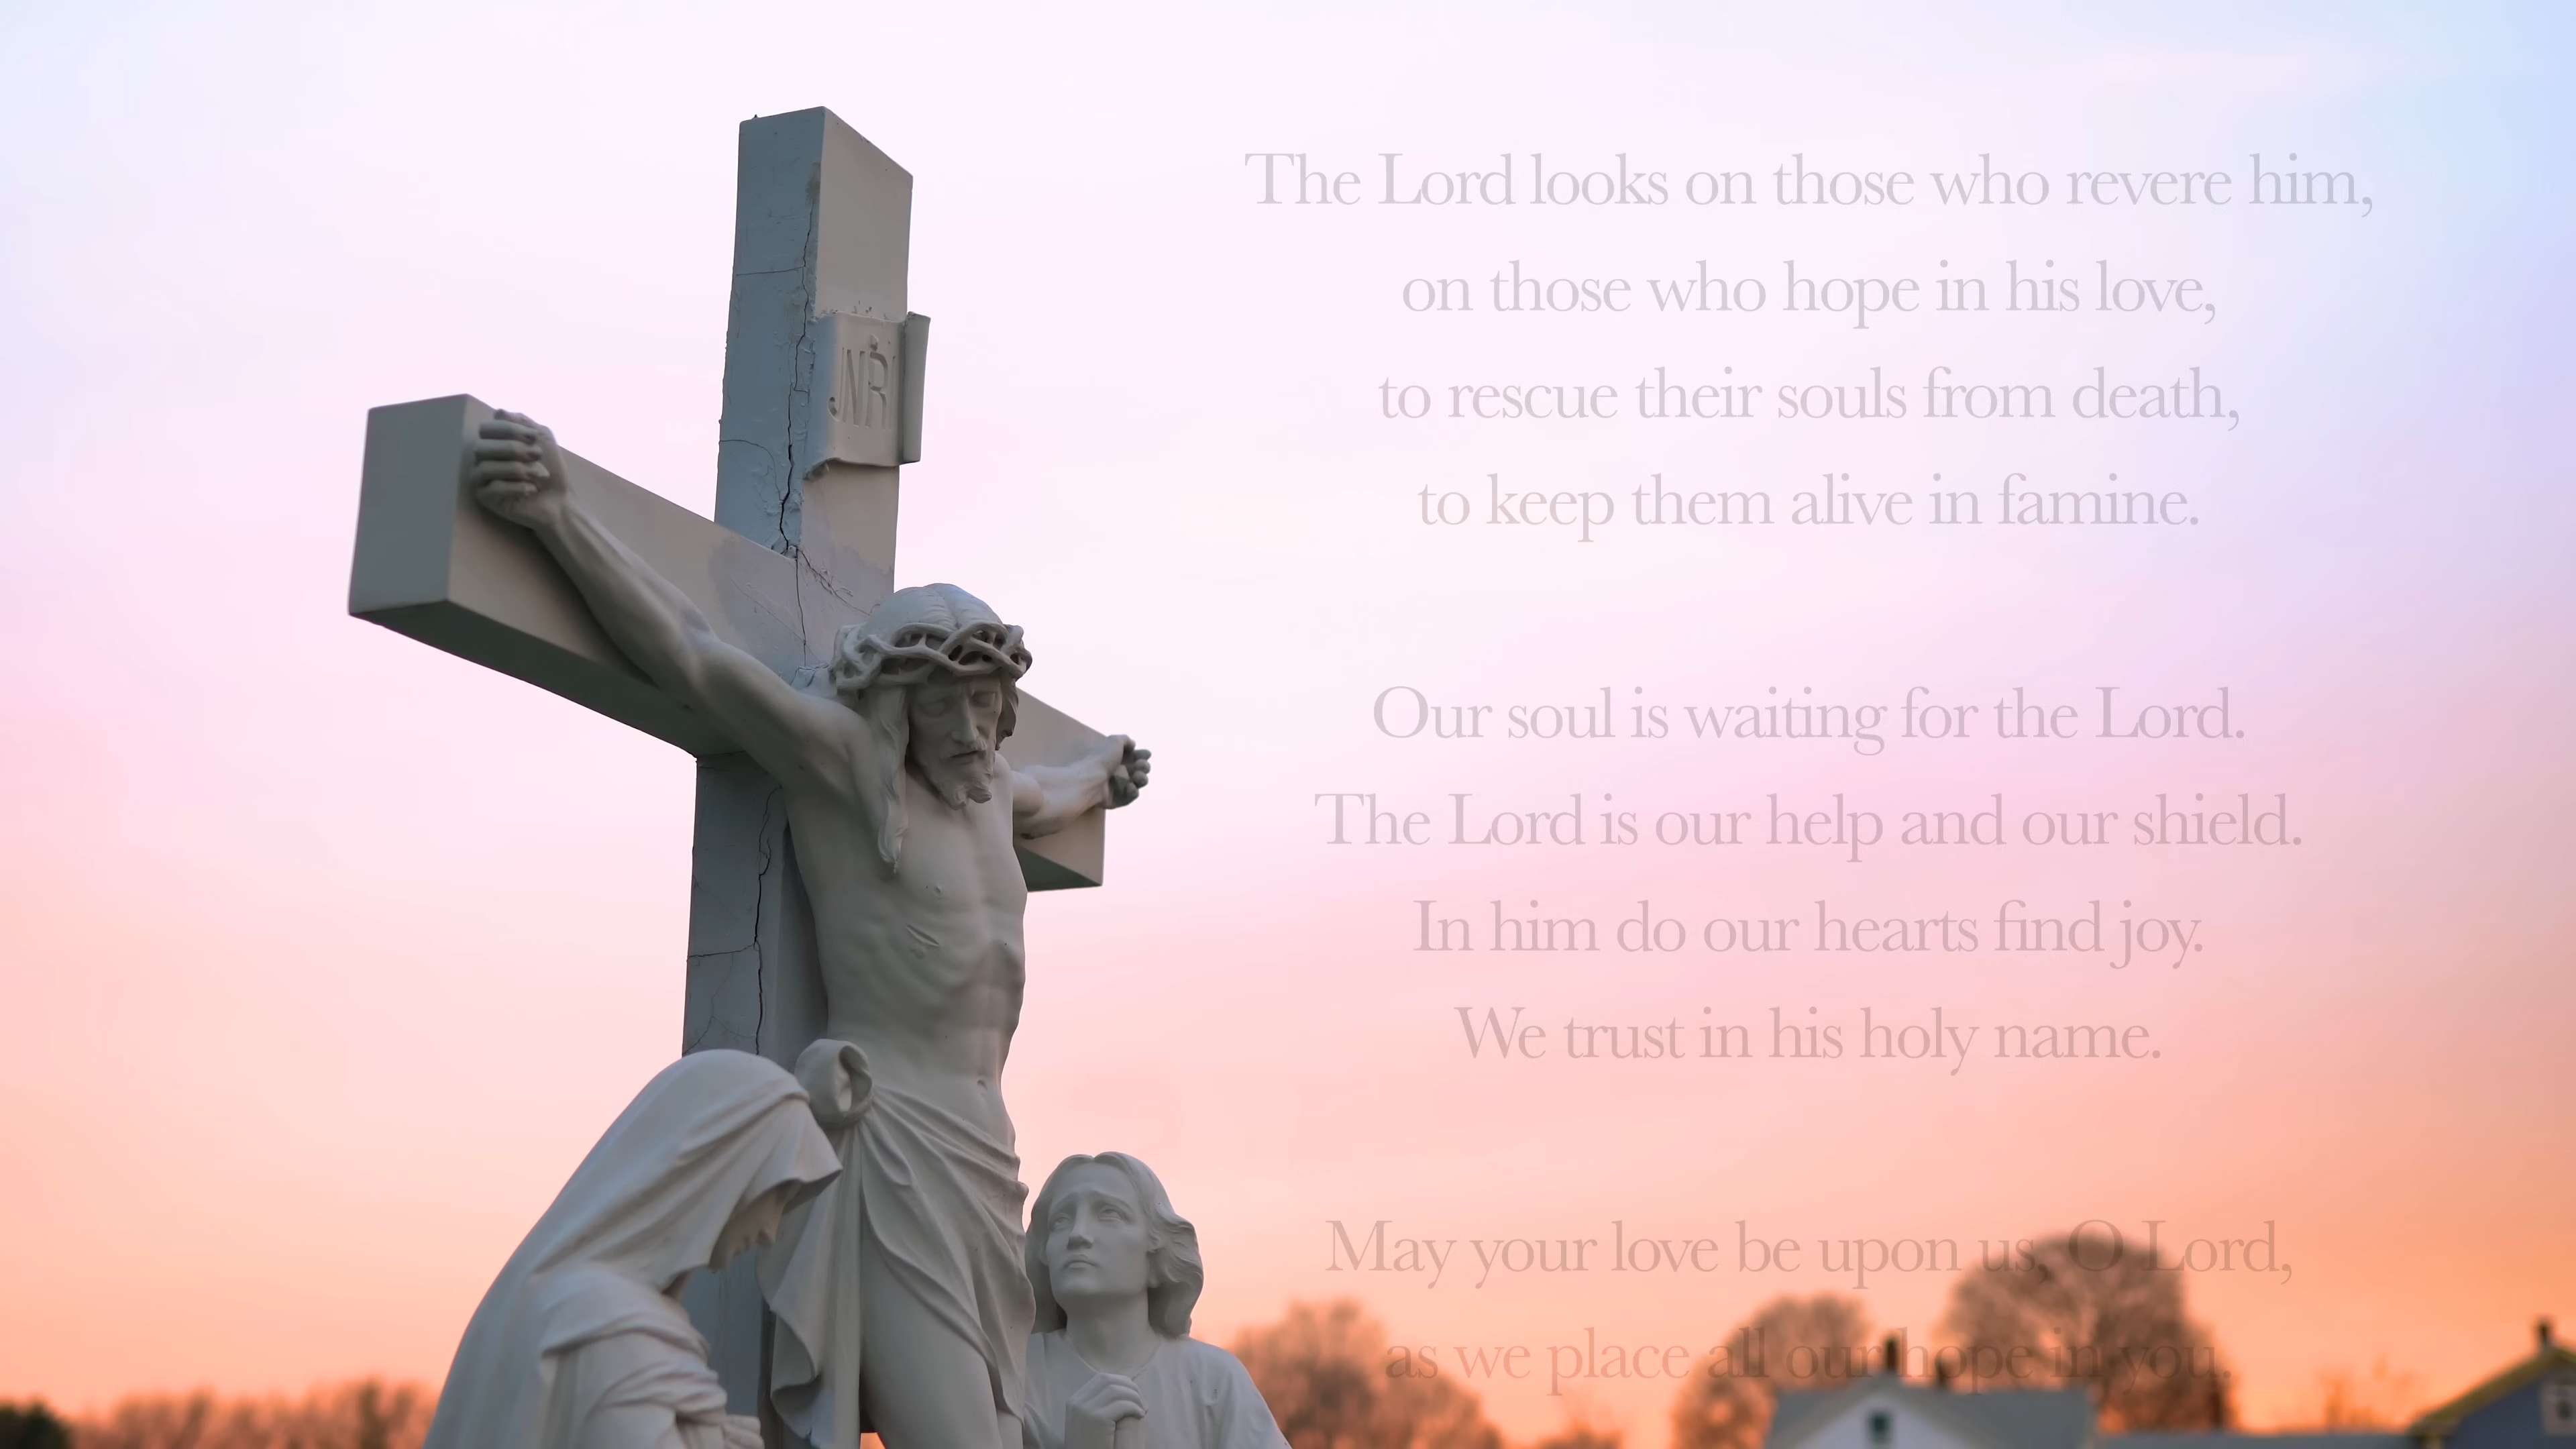 JNRI
The Lord looks on those who revere him,
on those who hope in his love,
to rescue their souls from death,
to keep them alive in famine.
Our soul is waiting for the Lord.
The Lord is our help and our shield.
In him do our hearts find joy.
We trust in his holy name.
May your love be upon us, O Lord,
as we place all our hope in you.